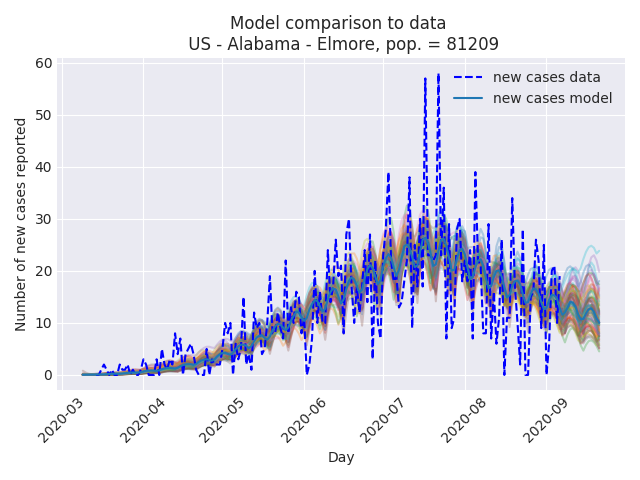 Model comparison to data
US - Alabama - Elmore, pop. = 81209
new cases data
new cases model
Number of new cases reported
60
50
40
30
20
10
0
2020-03
2020-04
2020-05
2020-06
2020-07
2020-08
2020-09
Day